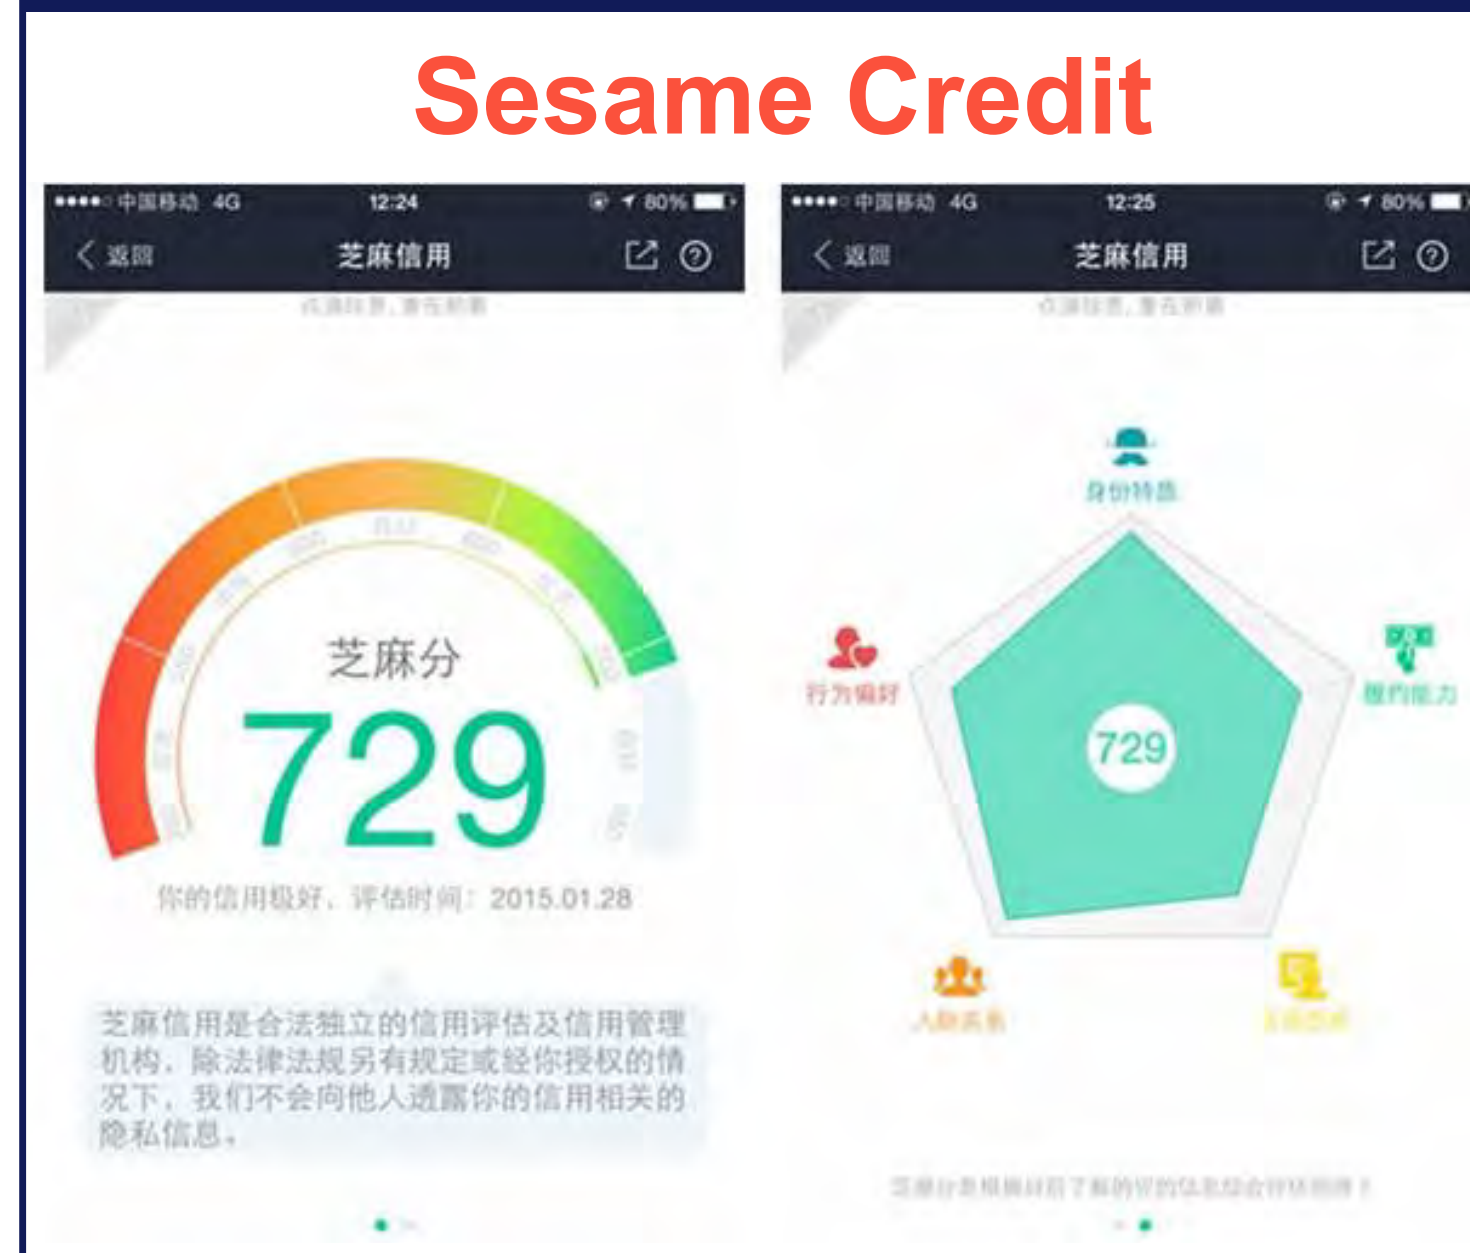 Sesame Credit
中国移动 4G 12:24 80%
返回 芝麻信用
芝麻分
729
你的信用极好，评估时间：2015.01.28
芝麻信用是合法独立的信用评估及信用管理
机构，除法律法规另有规定或经你授权的情
况下，我们不会向他人透露你的信用相关的
隐私信息。
中国移动 4G 12:25 80%
返回 芝麻信用
身份特质
行为偏好
履约能力
729
人脉关系